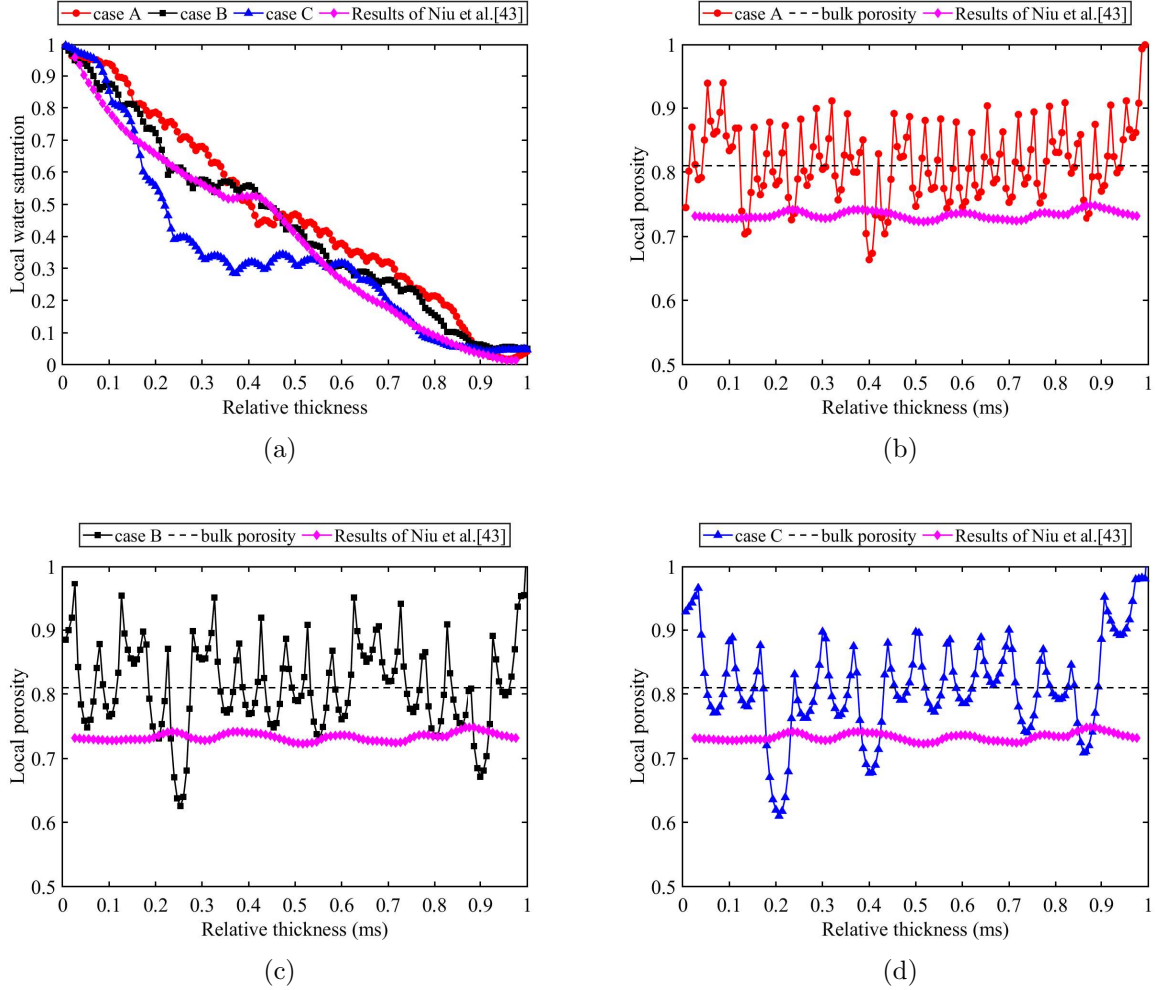 case A case B case C Results of Niu et al.[43]
1
0.9
0.8
0.7
0.6
0.5
0.4
0.3
0.2
0.1
0
Local water saturation
0 0.1 0.2 0.3 0.4 0.5 0.6 0.7 0.8 0.9 1
Relative thickness
(a)
case A bulk porosity Results of Niu et al.[43]
1
0.9
0.8
0.7
0.6
0.5
Local porosity
0 0.1 0.2 0.3 0.4 0.5 0.6 0.7 0.8 0.9 1
Relative thickness (ms)
(b)
case B bulk porosity Results of Niu et al.[43]
1
0.9
0.8
0.7
0.6
0.5
Local porosity
0 0.1 0.2 0.3 0.4 0.5 0.6 0.7 0.8 0.9 1
Relative thickness (ms)
(c)
case C bulk porosity Results of Niu et al.[43]
1
0.9
0.8
0.7
0.6
0.5
Local porosity
0 0.1 0.2 0.3 0.4 0.5 0.6 0.7 0.8 0.9 1
Relative thickness (ms)
(d)